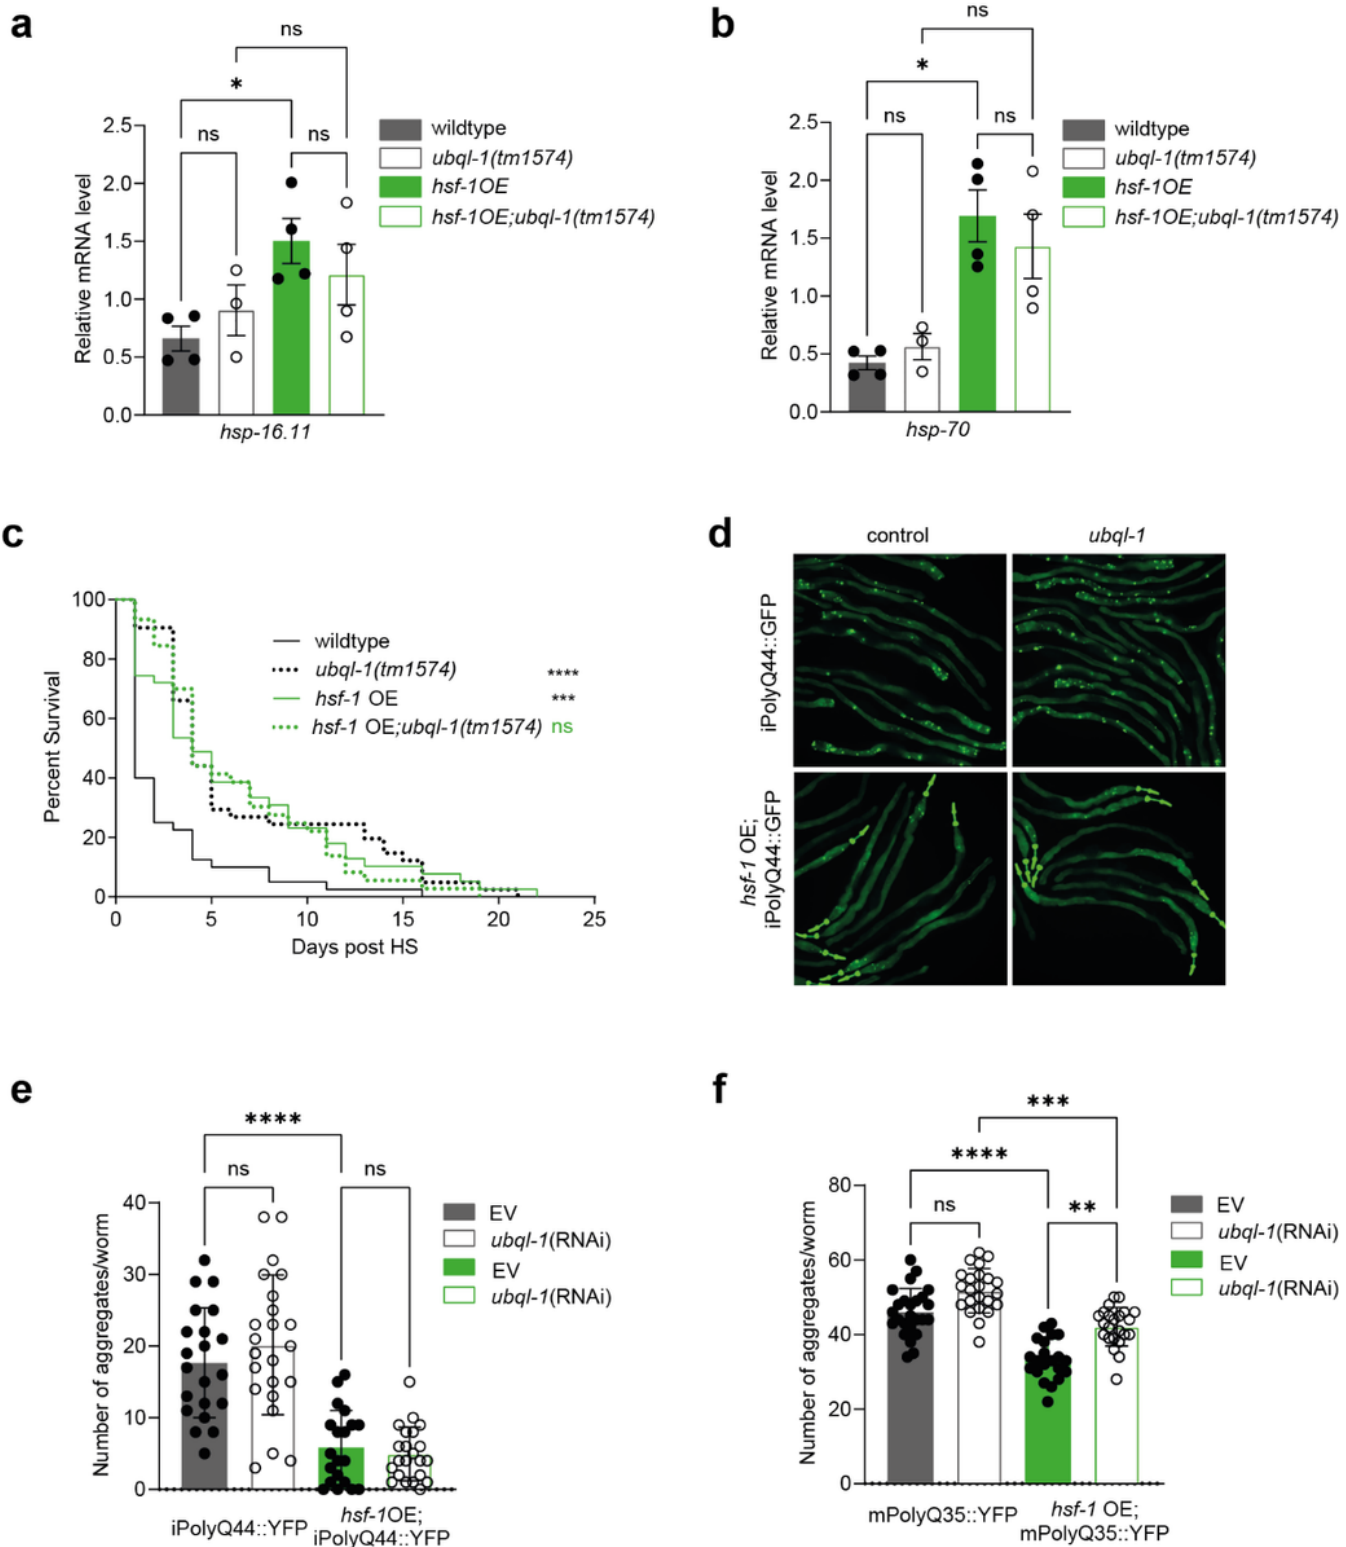 a
ns
*
ns
ns
2.5
2.0
1.5
1.0
0.5
0.0
Relative mRNA level
hsp-16.11
wildtype
ubql-1(tm1574)
hsf-1OE
hsf-1OE;ubql-1(tm1574)
b
ns
*
ns
ns
2.5
2.0
1.5
1.0
0.5
0.0
Relative mRNA level
hsp-70
wildtype
ubql-1(tm1574)
hsf-1OE
hsf-1OE;ubql-1(tm1574)
c
100
80
60
40
20
0
Percent Survival
0 5 10 15 20 25
Days post HS
wildtype
ubql-1(tm1574) ****
hsf-1 OE ***
hsf-1 OE;ubql-1(tm1574) ns
d
control ubql-1
iPolyQ44::GFP
hsf-1 OE;
iPolyQ44::GFP
e
****
ns ns
40
30
20
10
0
Number of aggregates/worm
iPolyQ44::YFP
hsf-1OE;
iPolyQ44::YFP
EV
ubql-1(RNAi)
EV
ubql-1(RNAi)
f
***
****
ns **
80
60
40
20
0
Number of aggregates/worm
mPolyQ35::YFP
hsf-1 OE;
mPolyQ35::YFP
EV
ubql-1(RNAi)
EV
ubql-1(RNAi)